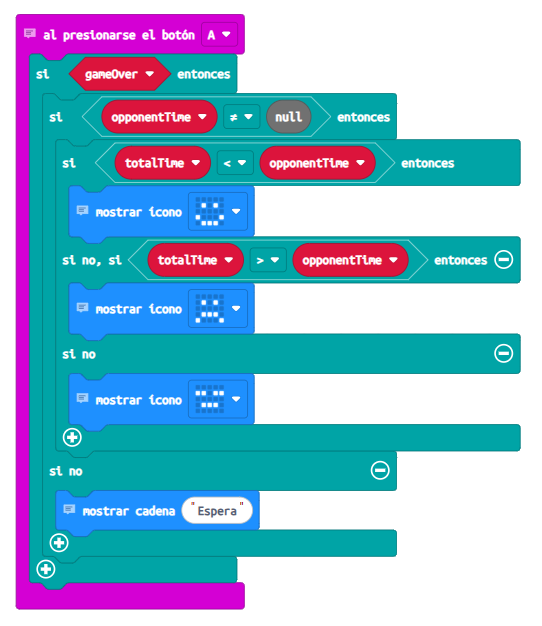 al presionarse el botón A
si gameOver entonces
si opponentTime ≠ null entonces
si totalTime < opponentTime entonces
mostrar icono
si no, si totalTime > opponentTime entonces
mostrar icono
si no
mostrar icono
si no
mostrar cadena "Espera"